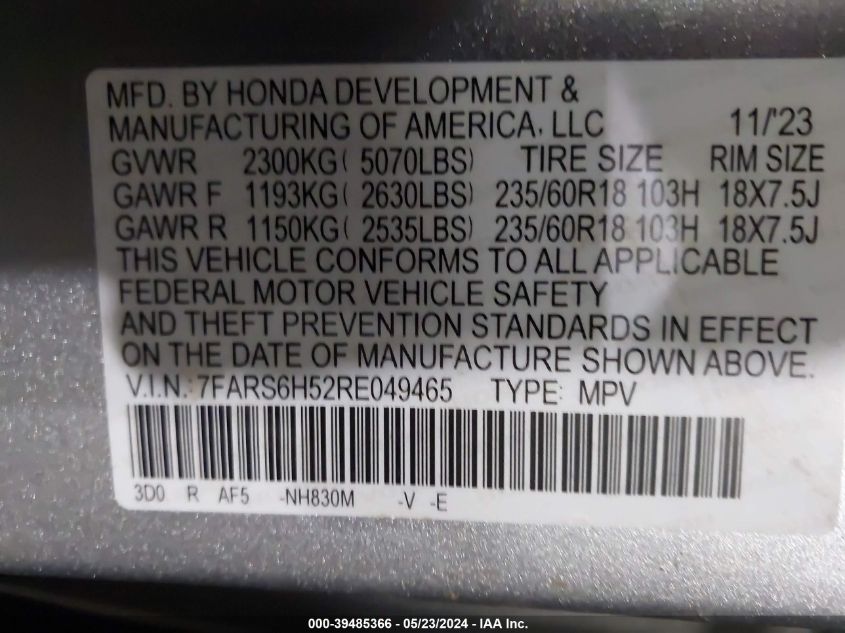 MFD. BY HONDA DEVELOPMENT &
MANUFACTURING OF AMERICA, LLC 11/'23
GVWR 2300KG( 5070LBS) TIRE SIZE RIM SIZE
GAWR F 1193KG( 2630LBS) 235/60R18 103H 18X7.5J
GAWR R 1150KG( 2535LBS) 235/60R18 103H 18X7.5J
THIS VEHICLE CONFORMS TO ALL APPLICABLE
FEDERAL MOTOR VEHICLE SAFETY
AND THEFT PREVENTION STANDARDS IN EFFECT
ON THE DATE OF MANUFACTURE SHOWN ABOVE.
V.I.N.: 7FARS6H52RE049465 TYPE: MPV
3D0 R AF5 -NH830M -V -E
000-39485366 - 05/23/2024 - IAA Inc.